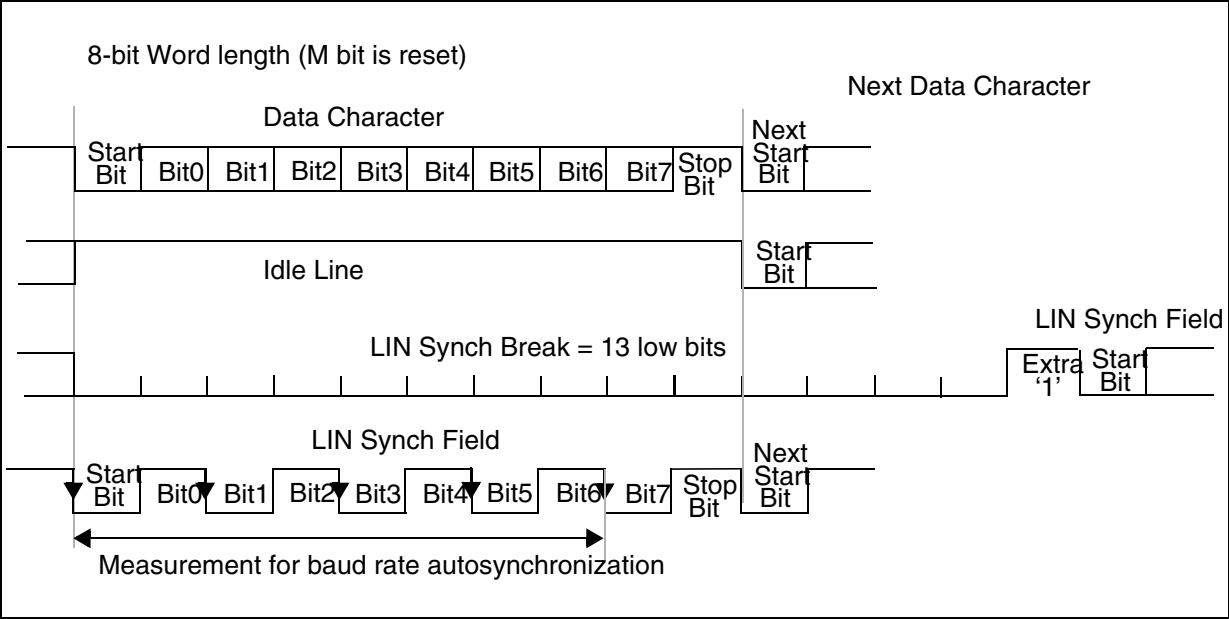 8-bit Word length (M bit is reset)
Next Data Character
Data Character
Start Bit
Bit0
Bit1
Bit2
Bit3
Bit4
Bit5
Bit6
Bit7
Stop Bit
Next Start Bit
Idle Line
Start Bit
LIN Synch Field
LIN Synch Break = 13 low bits
Extra ‘1’
Start Bit
LIN Synch Field
Start Bit
Bit0
Bit1
Bit2
Bit3
Bit4
Bit5
Bit6
Bit7
Stop Bit
Next Start Bit
Measurement for baud rate autosynchronization